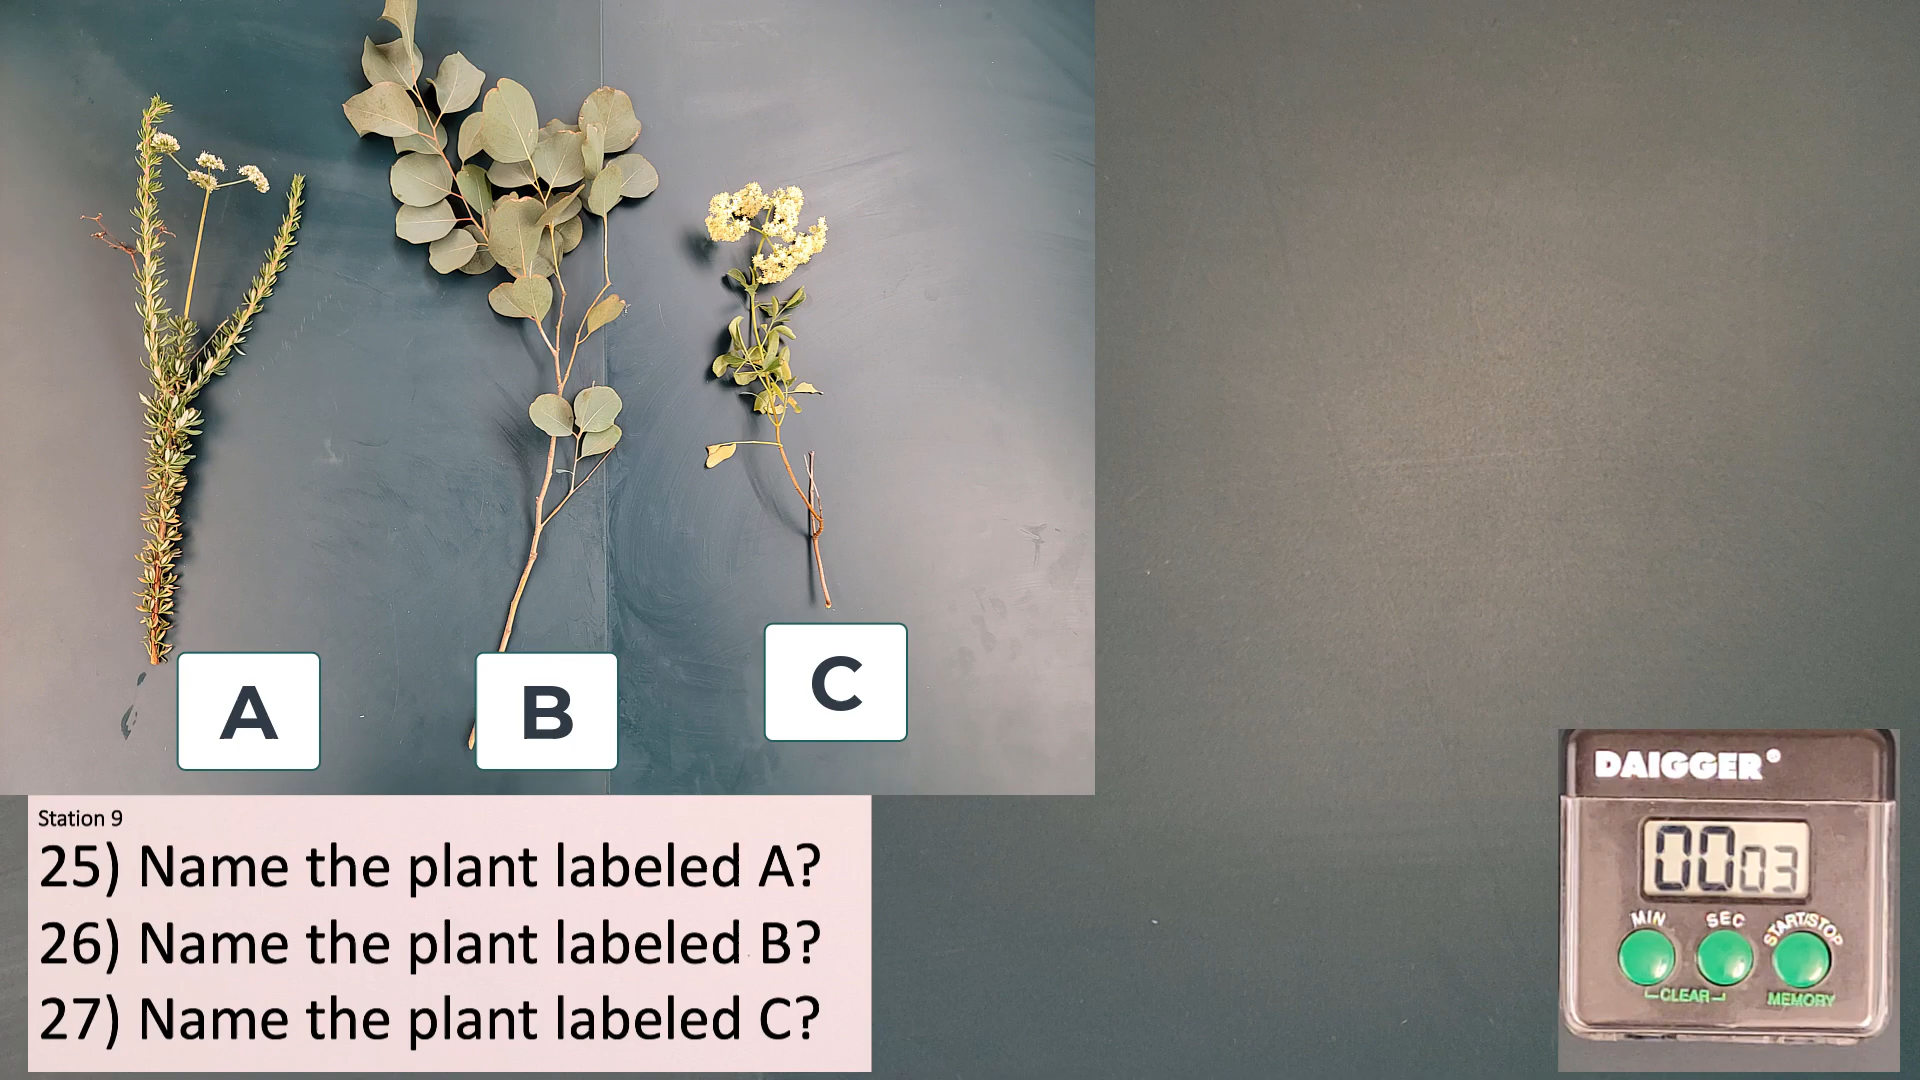 A
B
C
Station 9
25) Name the plant labeled A?
26) Name the plant labeled B?
27) Name the plant labeled C?
DAIGGER®
00 03
MIN SEC START/STOP
CLEAR MEMORY